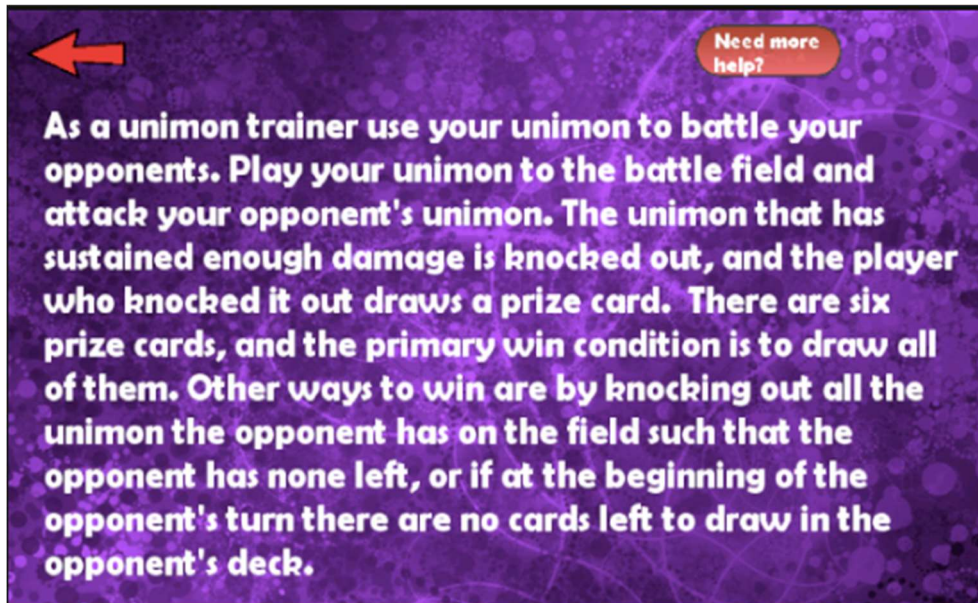 Need more
help?
As a unimon trainer use your unimon to battle your
opponents. Play your unimon to the battle field and
attack your opponent's unimon. The unimon that has
sustained enough damage is knocked out, and the player
who knocked it out draws a prize card.  There are six
prize cards, and the primary win condition is to draw all
of them. Other ways to win are by knocking out all the
unimon the opponent has on the field such that the
opponent has none left, or if at the beginning of the
opponent's turn there are no cards left to draw in the
opponent's deck.